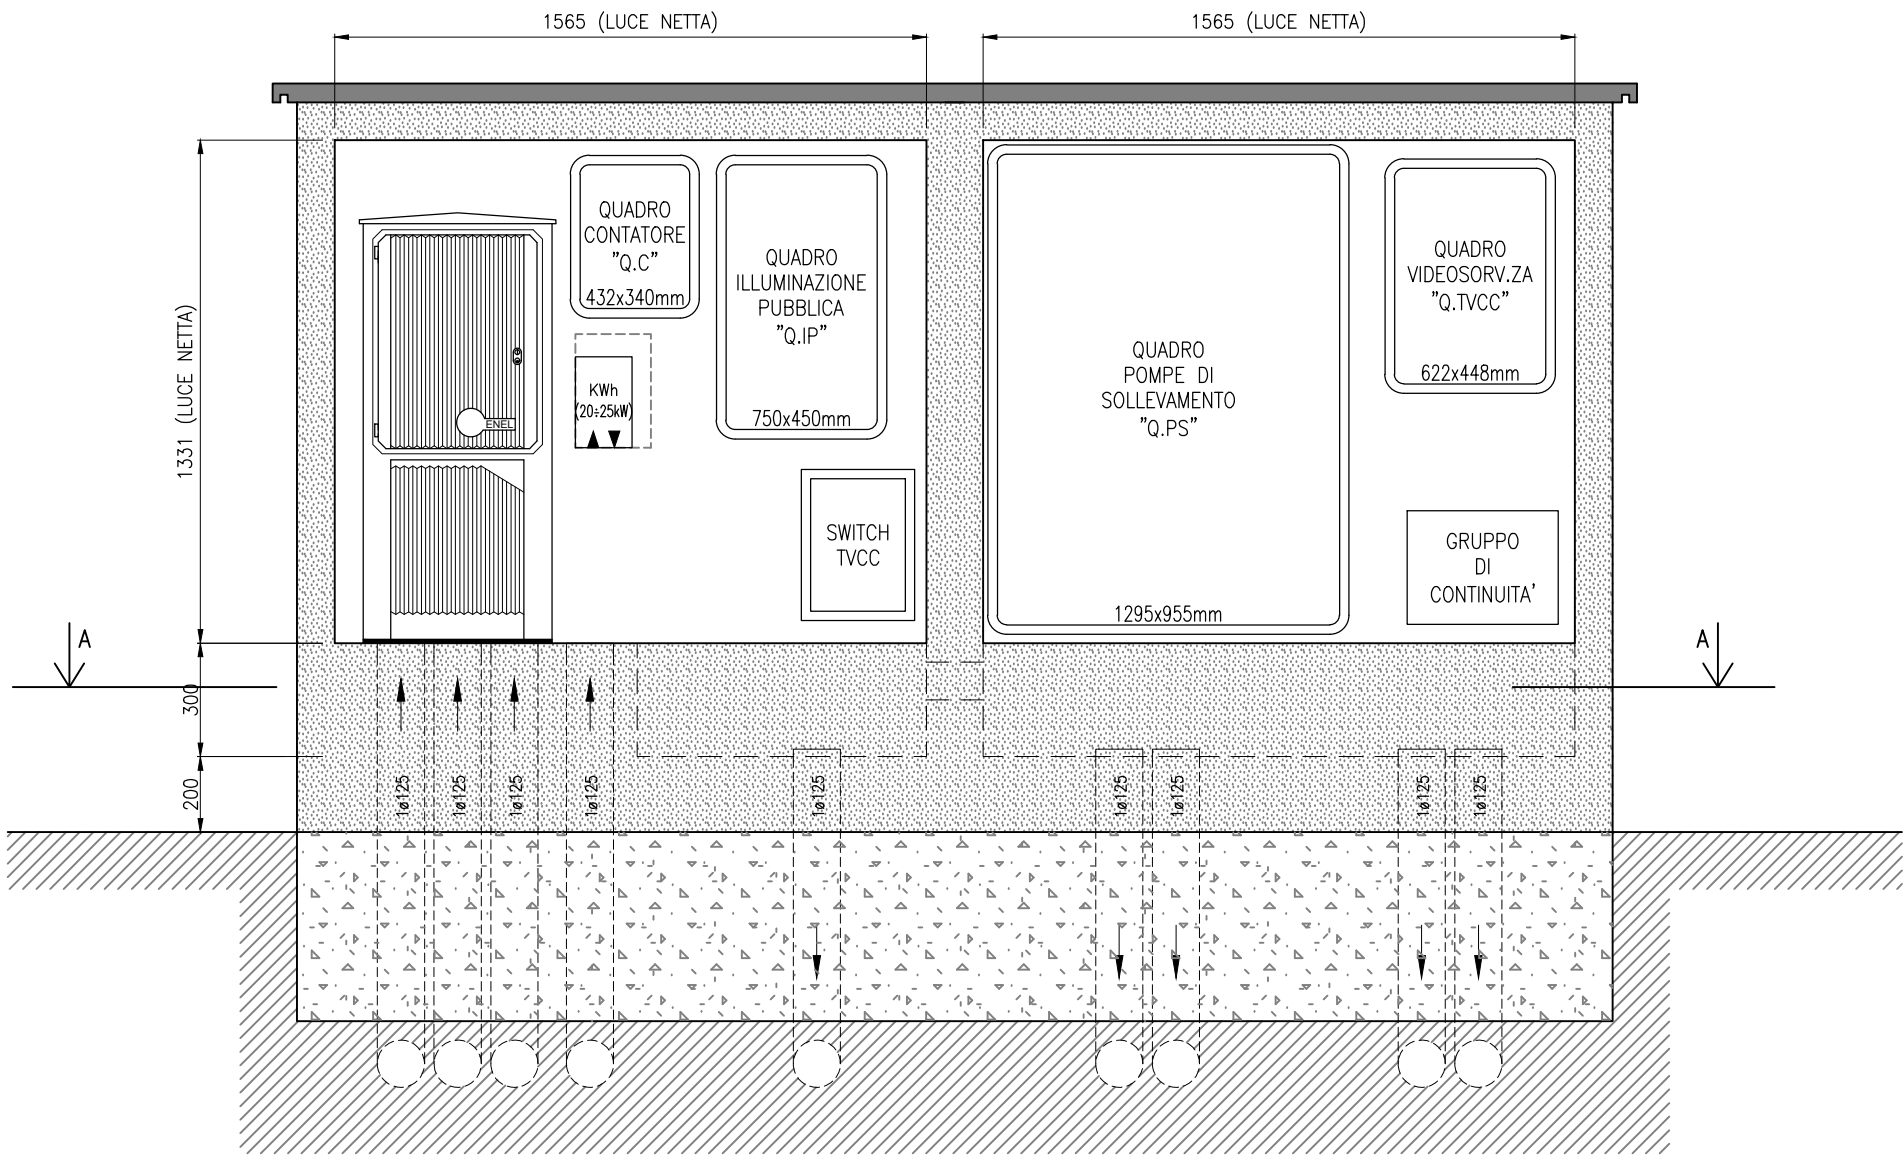 1565 (LUCE NETTA)
1565 (LUCE NETTA)
1331 (LUCE NETTA)
300
200
A
A
QUADRO
CONTATORE
"Q.C"
432x340mm
QUADRO
ILLUMINAZIONE
PUBBLICA
"Q.IP"
750x450mm
KWh
(20÷25kW)
ENEL
SWITCH
TVCC
QUADRO
POMPE DI
SOLLEVAMENTO
"Q.PS"
1295x955mm
QUADRO
VIDEOSORV.ZA
"Q.TVCC"
622x448mm
GRUPPO
DI
CONTINUITA'
1ø125
1ø125
1ø125
1ø125
1ø125
1ø125
1ø125
1ø125
1ø125